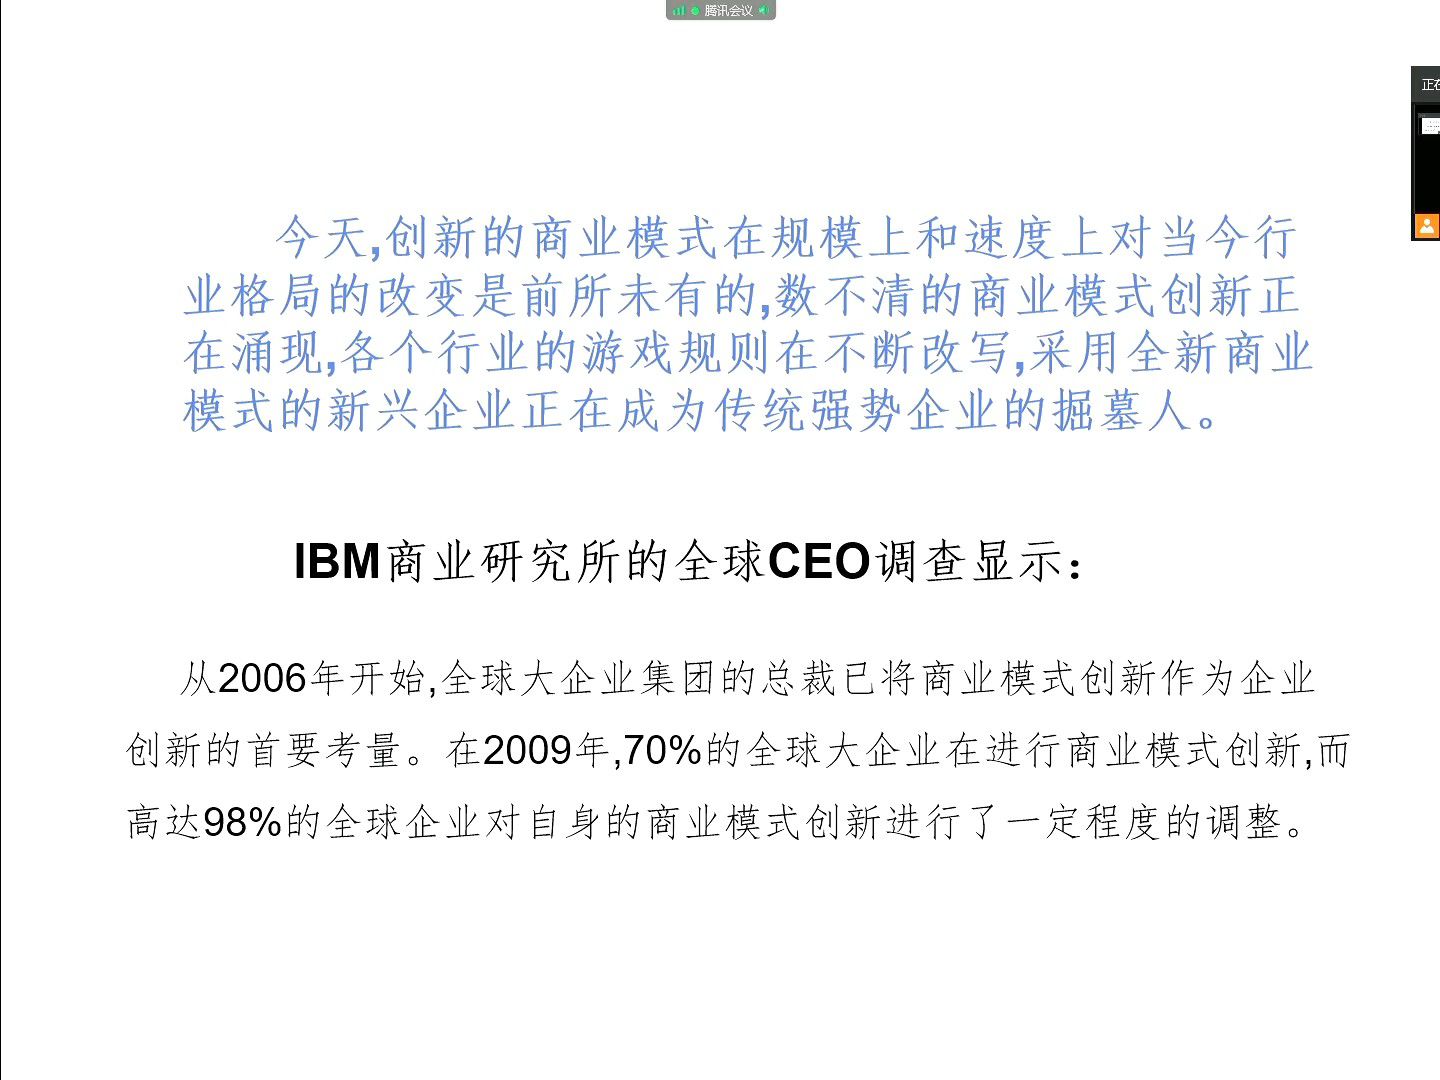 腾讯会议
正在
今天,创新的商业模式在规模上和速度上对当今行
业格局的改变是前所未有的,数不清的商业模式创新正
在涌现,各个行业的游戏规则在不断改写,采用全新商业
模式的新兴企业正在成为传统强势企业的掘墓人。
IBM商业研究所的全球CEO调查显示：
从2006年开始,全球大企业集团的总裁已将商业模式创新作为企业
创新的首要考量。在2009年,70%的全球大企业在进行商业模式创新,而
高达98%的全球企业对自身的商业模式创新进行了一定程度的调整。